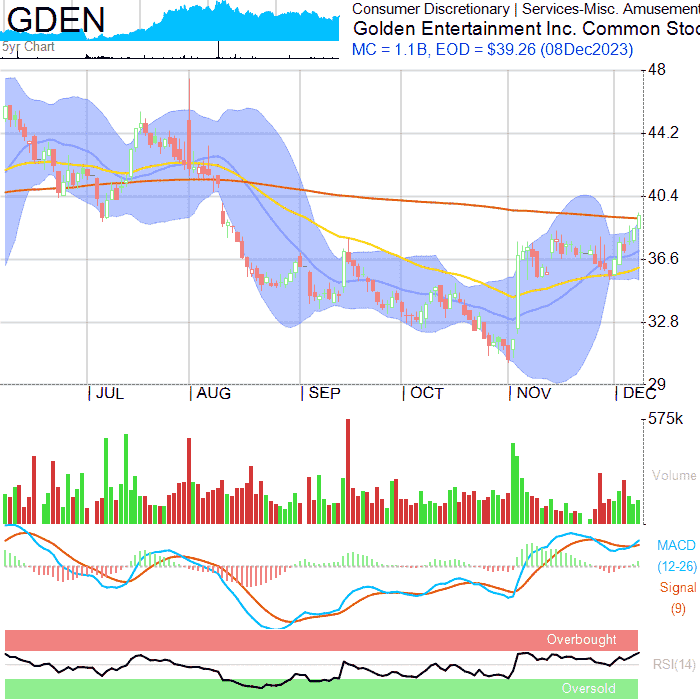 GDEN
5yr Chart
Consumer Discretionary | Services-Misc. Amusement
Golden Entertainment Inc. Common Stoc
MC = 1.1B, EOD = $39.26 (08Dec2023)
48
44.2
40.4
36.6
32.8
29
JUL
AUG
SEP
OCT
NOV
DEC
575k
Volume
MACD
(12-26)
Signal
(9)
Overbought
RSI(14)
Oversold